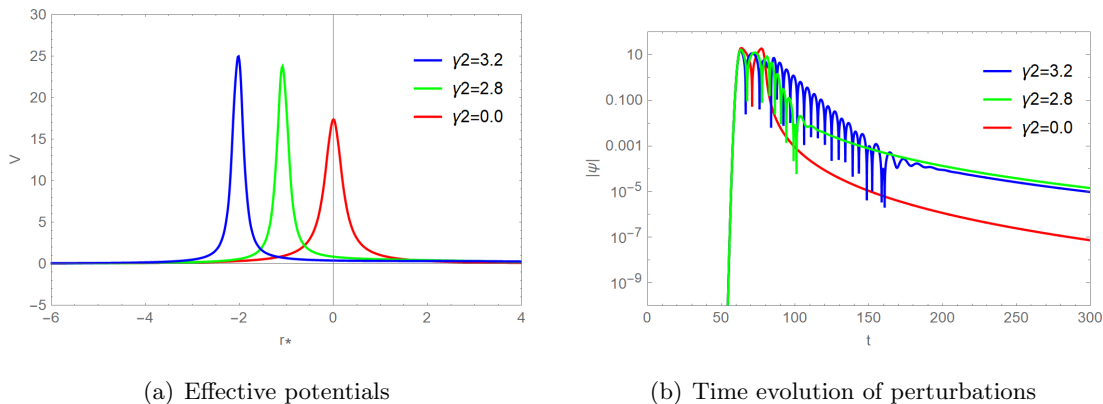 30
25
20
15
10
5
0
−5
−6
−4
−2
0
2
4
V
r*
γ2=3.2
γ2=2.8
γ2=0.0
(a) Effective potentials
10
0.100
0.001
10⁻⁵
10⁻⁷
10⁻⁹
0
50
100
150
200
250
300
|ψ|
t
γ2=3.2
γ2=2.8
γ2=0.0
(b) Time evolution of perturbations